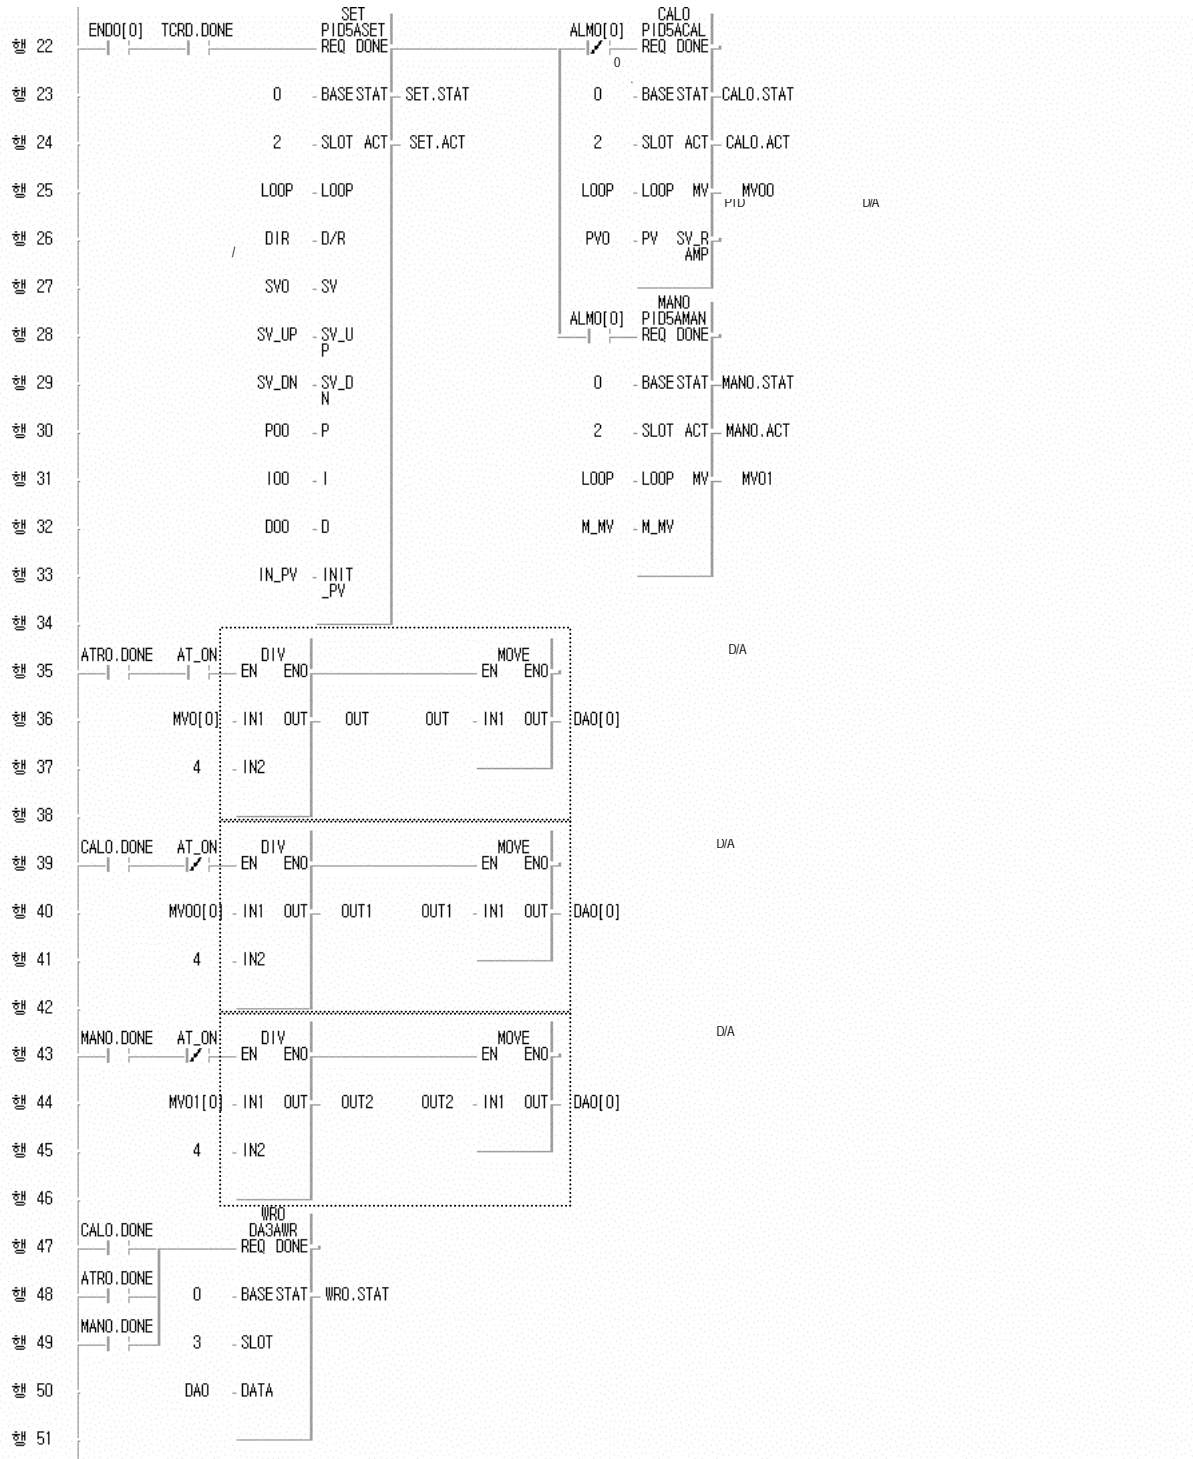 SET CAL0
END0[0] TCRD.DONE PID5ASET ALM0[0] PID5ACAL
행 22 REQ DONE REQ DONE
0
행 23 0 BASE STAT SET.STAT 0 BASE STAT CAL0.STAT
행 24 2 SLOT ACT SET.ACT 2 SLOT ACT CAL0.ACT
행 25 LOOP LOOP LOOP LOOP MV MV00
PID D/A
행 26 DIR D/R PV0 PV SV_R
/ AMP
행 27 SV0 SV
MAN0
ALM0[0] PID5AMAN
행 28 SV_UP SV_U REQ DONE
P
행 29 SV_DN SV_D 0 BASE STAT MAN0.STAT
N
행 30 P00 P 2 SLOT ACT MAN0.ACT
행 31 I00 I LOOP LOOP MV MV01
행 32 D00 D M_MV M_MV
행 33 IN_PV INIT
_PV
행 34
D/A
ATR0.DONE AT_ON DIV MOVE
행 35 EN ENO EN ENO
행 36 MV0[0] IN1 OUT OUT OUT IN1 OUT DA0[0]
행 37 4 IN2
행 38
CAL0.DONE AT_ON DIV MOVE D/A
행 39 EN ENO EN ENO
행 40 MV00[0] IN1 OUT OUT1 OUT1 IN1 OUT DA0[0]
행 41 4 IN2
행 42
D/A
MAN0.DONE AT_ON DIV MOVE
행 43 EN ENO EN ENO
행 44 MV01[0] IN1 OUT OUT2 OUT2 IN1 OUT DA0[0]
행 45 4 IN2
행 46
WR0
CAL0.DONE DA3AWR
행 47 REQ DONE
ATR0.DONE
행 48 0 BASE STAT WR0.STAT
MAN0.DONE
행 49 3 SLOT
행 50 DA0 DATA
행 51